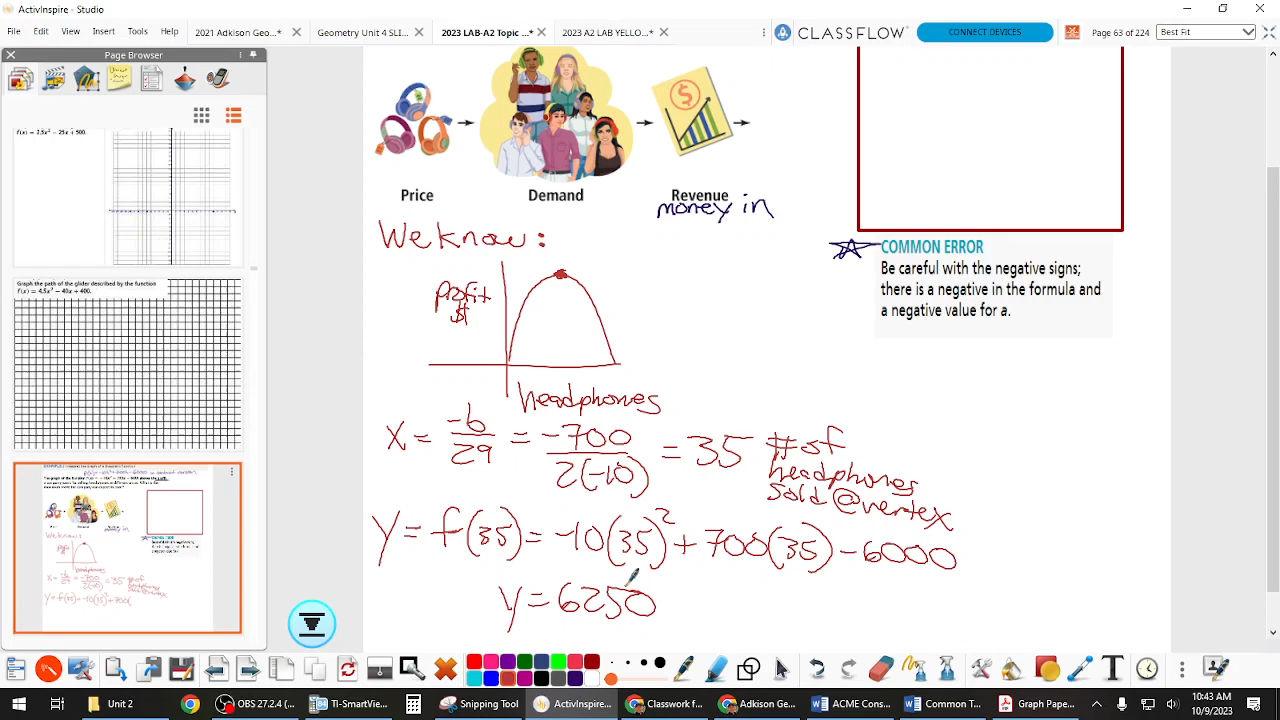 ActivInspire - Studio
File Edit View Insert Tools Help
2021 Adkison Geo...* Geometry Unit 4 SLI... 2023 LAB-A2 Topic ...* 2023 A2 LAB YELLO...*
CLASSFLOW CONNECT DEVICES Page 63 of 224 Best Fit
Page Browser
Graph the path of the glider described by the function
Price Demand Revenue
money in
We know:
Profit
$
headphones
COMMON ERROR
Be careful with the negative signs;
there is a negative in the formula and
a negative value for a.
x = -b/2a = -700/2(-10) = 35 # of
headphones
sold @ vertex
y = f(35) = -10(35)² + 700(35) - 6000
y = 6250
Unit 2 OBS 27.2.4 (... TI-SmartView... Snipping Tool ActivInspire... Classwork f... Adkison Ge... ACME Word... Common T... Graph Pape...
10:43 AM
10/9/2023